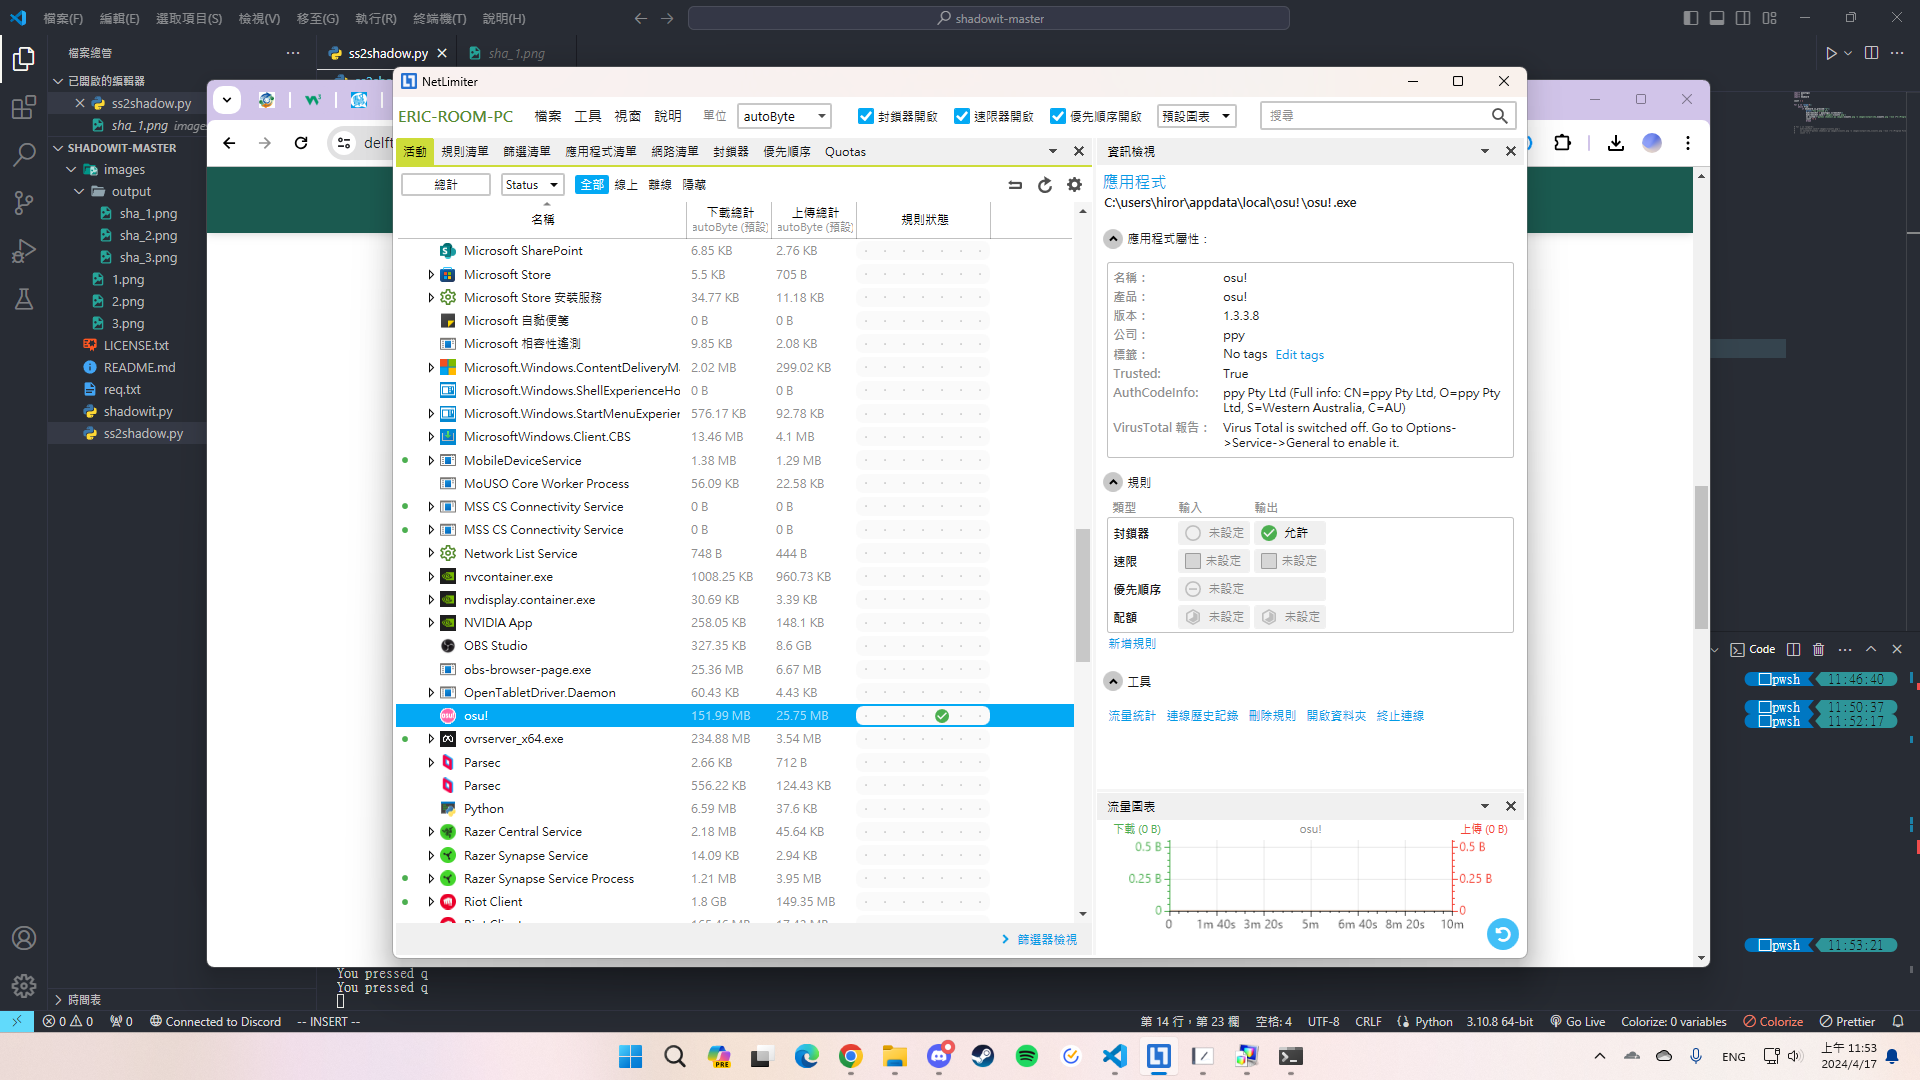 檔案(F) 編輯(E) 選取項目(S) 檢視(V) 移至(G) 執行(R) 終端機(T) 說明(H)
shadowit-master
檔案總管
ss2shadow.py
sha_1.png
已開啟的編輯器
ss2shadow.py
sha_1.png images
SHADOWIT-MASTER
images
output
sha_1.png
sha_2.png
sha_3.png
1.png
2.png
3.png
LICENSE.txt
README.md
req.txt
shadowit.py
ss2shadow.py
時間表
delft
NetLimiter
ERIC-ROOM-PC 檔案 工具 視窗 說明 單位 autoByte 封鎖器開啟 速限器開啟 優先順序開啟 預設圖表 搜尋
活動 規則清單 篩選清單 應用程式清單 網路清單 封鎖器 優先順序 Quotas
總計 Status 全部 線上 離線 隱藏
名稱 下載總計 上傳總計 規則狀態
autoByte (預設) autoByte (預設)
Microsoft SharePoint 6.85 KB 2.76 KB
Microsoft Store 5.5 KB 705 B
Microsoft Store 安裝服務 34.77 KB 11.18 KB
Microsoft 自黏便箋 0 B 0 B
Microsoft 相容性遙測 9.85 KB 2.08 KB
Microsoft.Windows.ContentDeliveryM 2.02 MB 299.02 KB
Microsoft.Windows.ShellExperienceHo 0 B 0 B
Microsoft.Windows.StartMenuExperier 576.17 KB 92.78 KB
MicrosoftWindows.Client.CBS 13.46 MB 4.1 MB
MobileDeviceService 1.38 MB 1.29 MB
MoUSO Core Worker Process 56.09 KB 22.58 KB
MSS CS Connectivity Service 0 B 0 B
MSS CS Connectivity Service 0 B 0 B
Network List Service 748 B 444 B
nvcontainer.exe 1008.25 KB 960.73 KB
nvdisplay.container.exe 30.69 KB 3.39 KB
NVIDIA App 258.05 KB 148.1 KB
OBS Studio 327.35 KB 8.6 GB
obs-browser-page.exe 25.36 MB 6.67 MB
OpenTabletDriver.Daemon 60.43 KB 4.43 KB
osu! 151.99 MB 25.75 MB
ovrserver_x64.exe 234.88 MB 3.54 MB
Parsec 2.66 KB 712 B
Parsec 556.22 KB 124.43 KB
Python 6.59 MB 37.6 KB
Razer Central Service 2.18 MB 45.64 KB
Razer Synapse Service 14.09 KB 2.94 KB
Razer Synapse Service Process 1.21 MB 3.95 MB
Riot Client 1.8 GB 149.35 MB
篩選器檢視
資訊檢視
應用程式
C:\users\hiror\appdata\local\osu!\osu!.exe
應用程式屬性：
名稱： osu!
產品： osu!
版本： 1.3.3.8
公司： ppy
標籤： No tags Edit tags
Trusted: True
AuthCodeInfo: ppy Pty Ltd (Full info: CN=ppy Pty Ltd, O=ppy Pty
Ltd, S=Western Australia, C=AU)
VirusTotal 報告： Virus Total is switched off. Go to Options-
>Service->General to enable it.
規則
類型 輸入 輸出
封鎖器 未設定 允許
速限 未設定 未設定
優先順序 未設定
配額 未設定 未設定
新增規則
工具
流量統計 連線歷史記錄 刪除規則 開啟資料夾 終止連線
流量圖表
下載 (0 B) osu! 上傳 (0 B)
0.5 B 0.5 B
0.25 B 0.25 B
0 0
0 1m 40s 3m 20s 5m 6m 40s 8m 20s 10m
Code
pwsh 11:46:40
pwsh 11:50:37
pwsh 11:52:17
pwsh 11:53:21
You pressed q
You pressed q
0 0 0 Connected to Discord -- INSERT --
第 14 行，第 23 欄 空格: 4 UTF-8 CRLF Python 3.10.8 64-bit Go Live Colorize: 0 variables Colorize Prettier
PRE
ENG
上午 11:53
2024/4/17